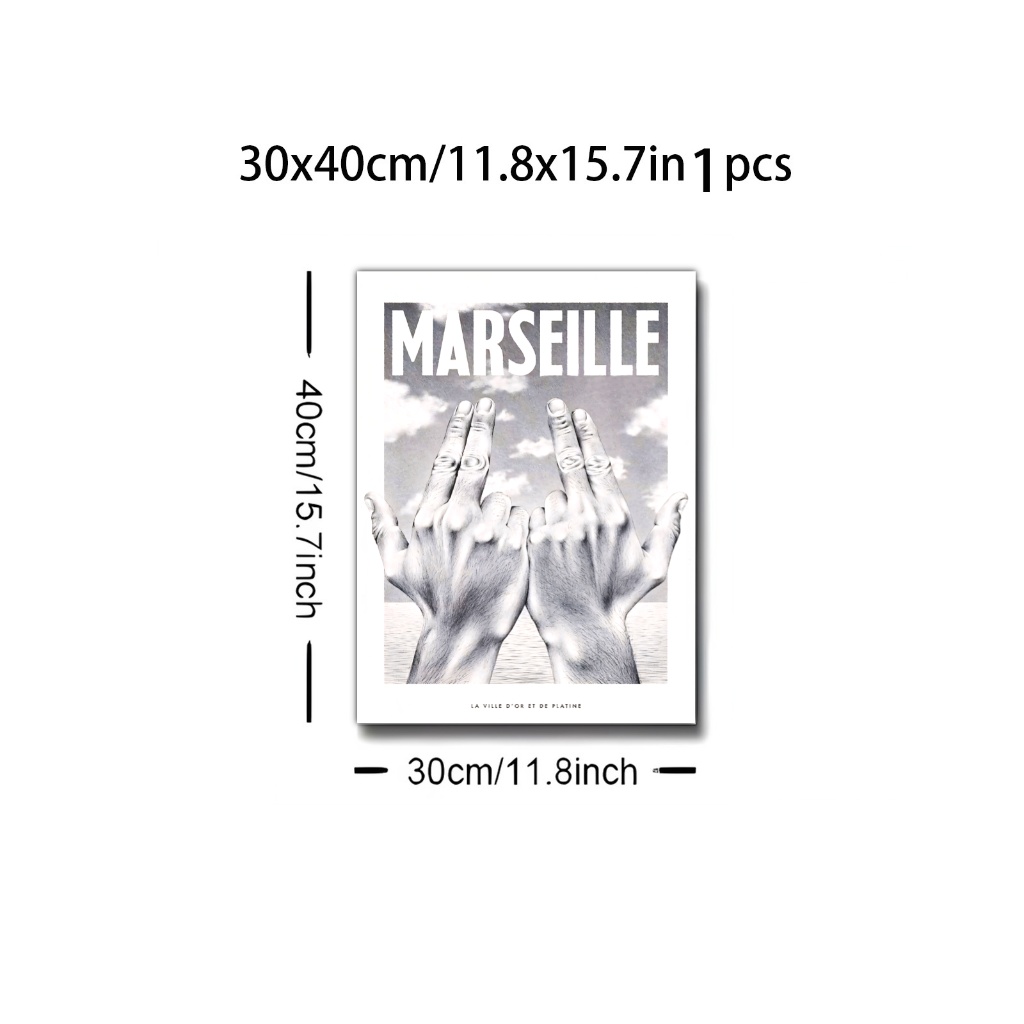 30x40cm/11.8x15.7in 1 pcs
MARSEILLE
40cm/15.7inch
LA VILLE D'OR ET DE PLATINE
30cm/11.8inch